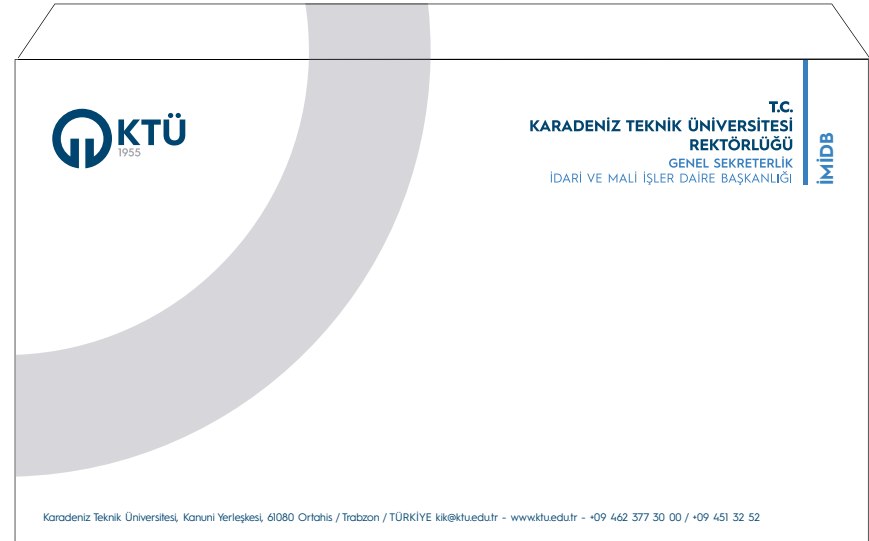 KTÜ
1955
T.C.
KARADENİZ TEKNİK ÜNİVERSİTESİ
REKTÖRLÜĞÜ
GENEL SEKRETERLİK
İDARİ VE MALİ İŞLER DAİRE BAŞKANLIĞI
İMİDB
Karadeniz Teknik Üniversitesi, Kanuni Yerleşkesi, 61080 Ortahis / Trabzon / TÜRKİYE kik@ktu.edu.tr - www.ktu.edu.tr - +09 462 377 30 00 / +09 451 32 52